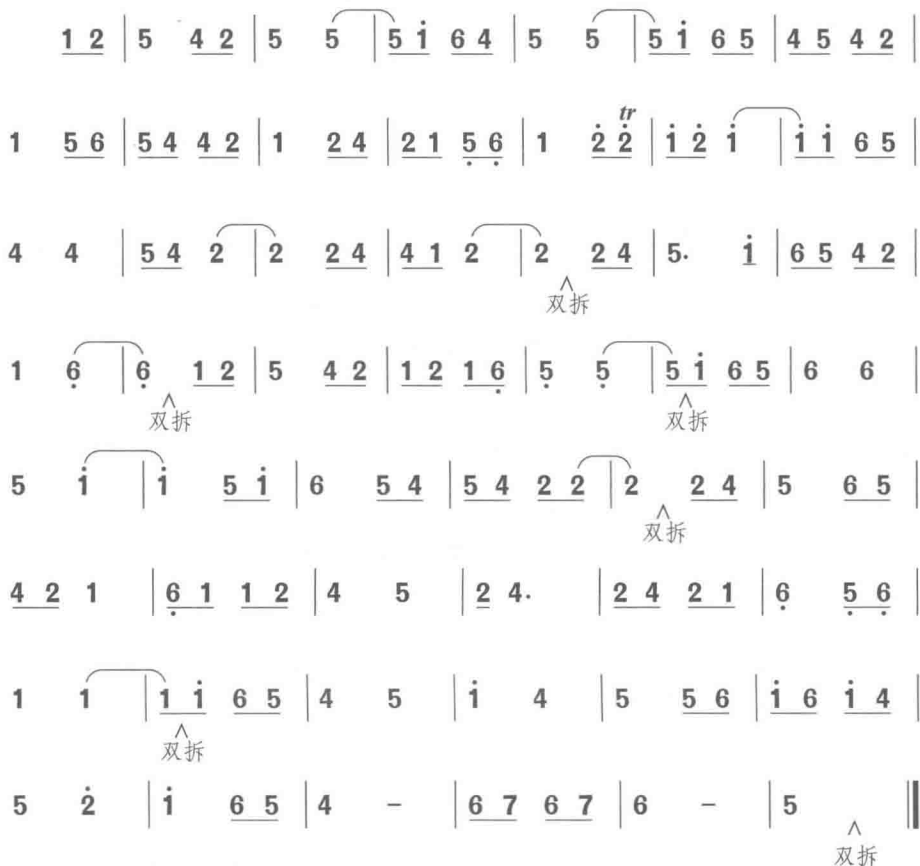 1 2 | 5 4 2 | 5 5 | 5 i̇ 6 4 | 5 5 | 5 i̇ 6 5 | 4 5 4 2 |
1 5 6 | 5 4 4 2 | 1 2 4 | 2 1 5̣ 6̣ | 1 2̇ 2̇ tr | i̇ 2̇ i̇ | i̇ i̇ 6 5 |
4 4 | 5 4 2 | 2 2 4 | 4 1 2 | 2 2 4 | 5. i̇ | 6 5 4 2 |
双拆
1 6̣ | 6̣ 1 2 | 5 4 2 | 1 2 1 6̣ | 5̣ 5̣ | 5 i̇ 6 5 | 6 6 |
双拆 双拆
5 i̇ | i̇ 5 i̇ | 6 5 4 | 5 4 2 2 | 2 2 4 | 5 6 5 |
双拆
4 2 1 | 6̣ 1 1 2 | 4 5 | 2 4. | 2 4 2 1 | 6̣ 5̣ 6̣ |
1 1 | 1 i̇ 6 5 | 4 5 | i̇ 4 | 5 5 6 | i̇ 6 i̇ 4 |
双拆
5 2̇ | i̇ 6 5 | 4 – | 6 7 6 7 | 6 – | 5 ‖
双拆